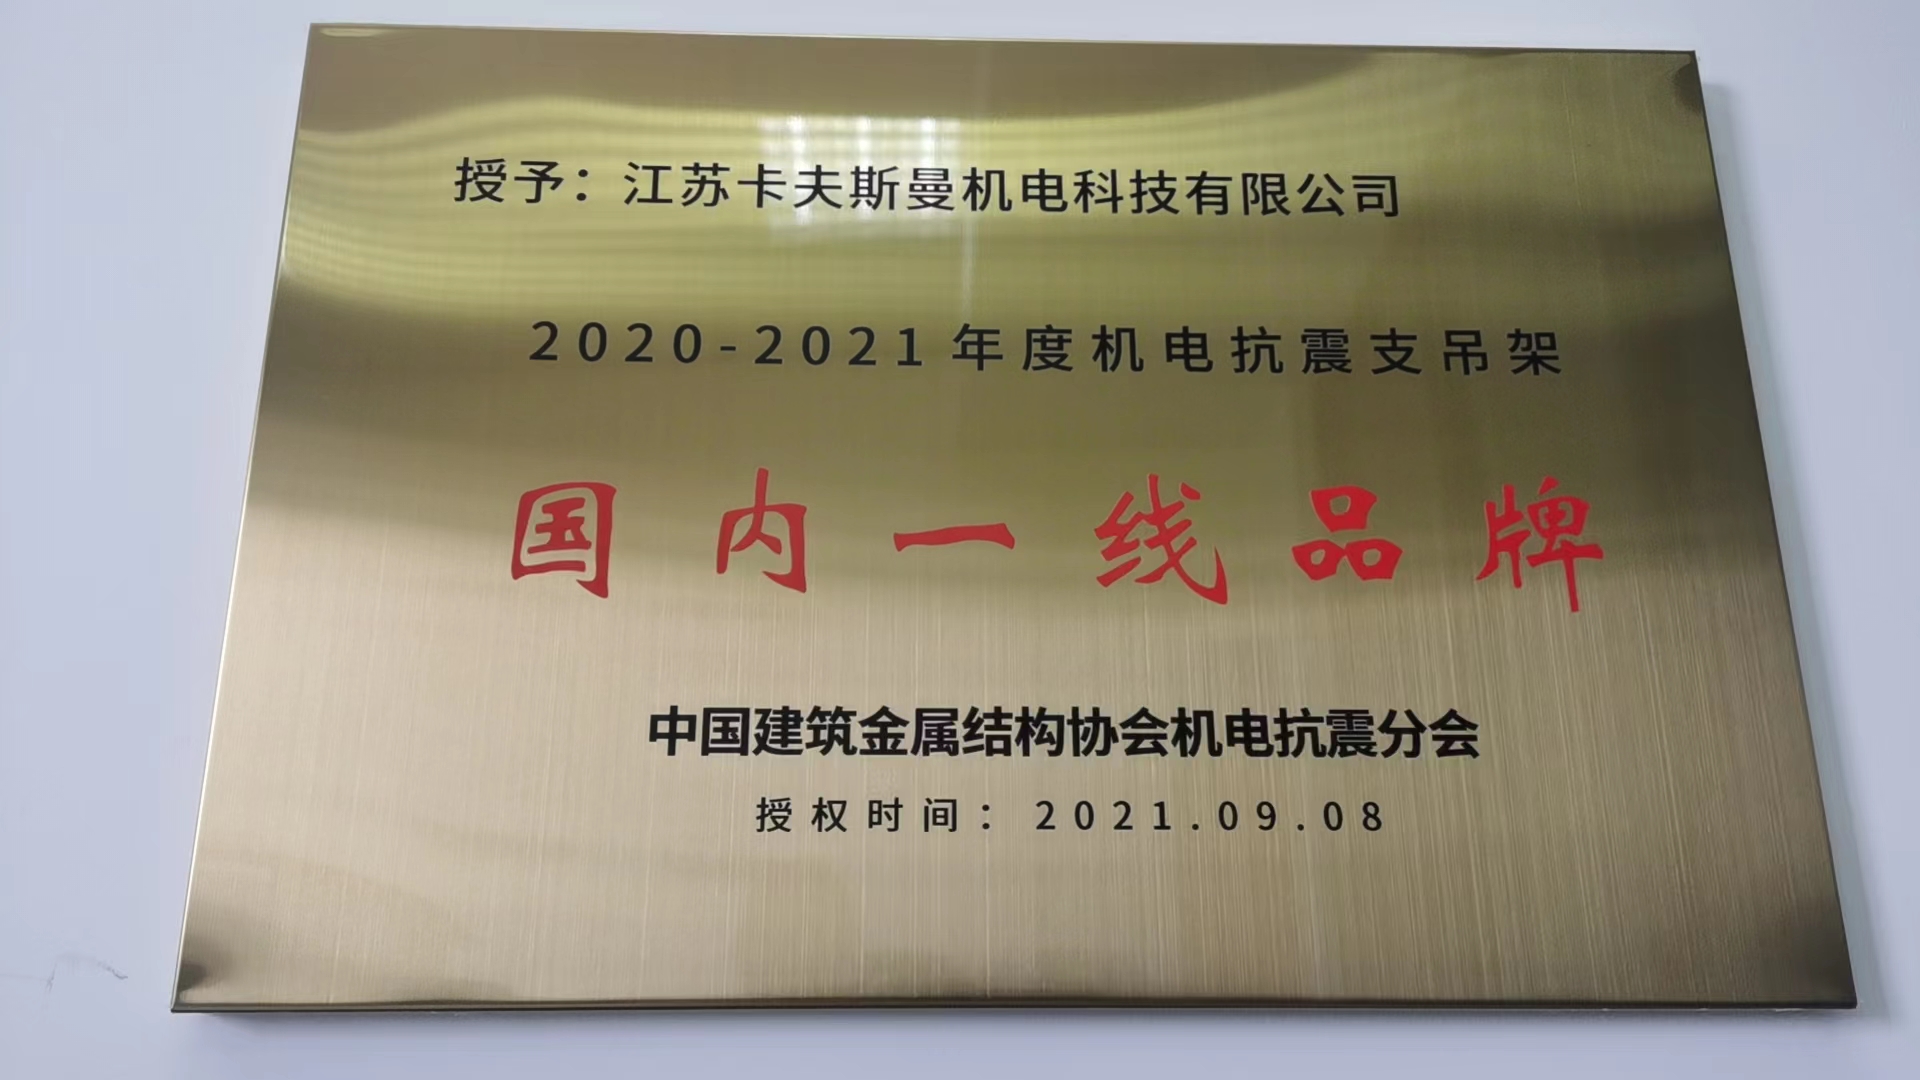 授予：江苏卡夫斯曼机电科技有限公司
2020-2021年度机电抗震支吊架
国内一线品牌
中国建筑金属结构协会机电抗震分会
授权时间：2021.09.08